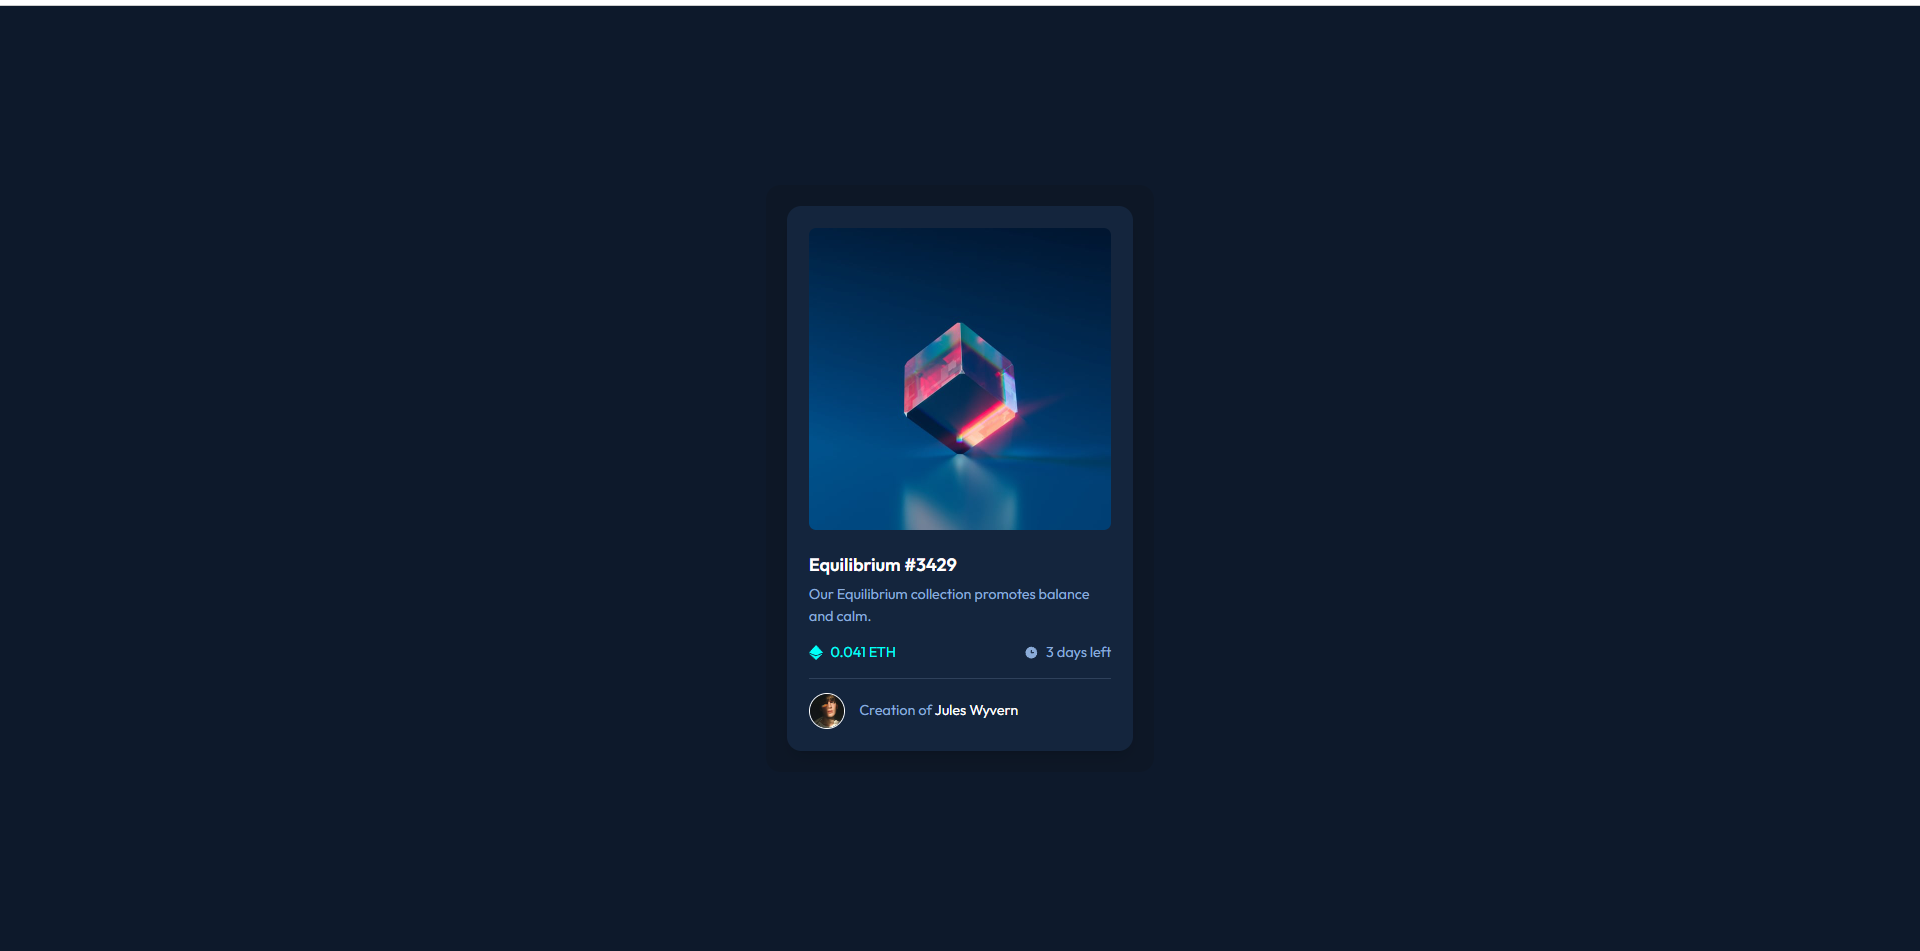 Equilibrium #3429
Our Equilibrium collection promotes balance
and calm.
0.041 ETH
3 days left
Creation of Jules Wyvern